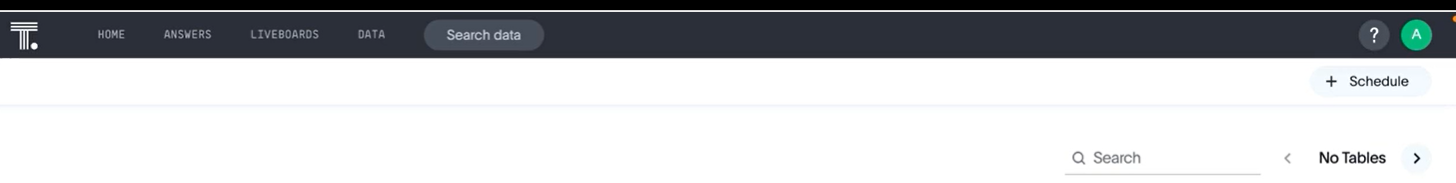 T. HOME ANSWERS LIVEBOARDS DATA Search data ? A
+ Schedule
Search < No Tables >